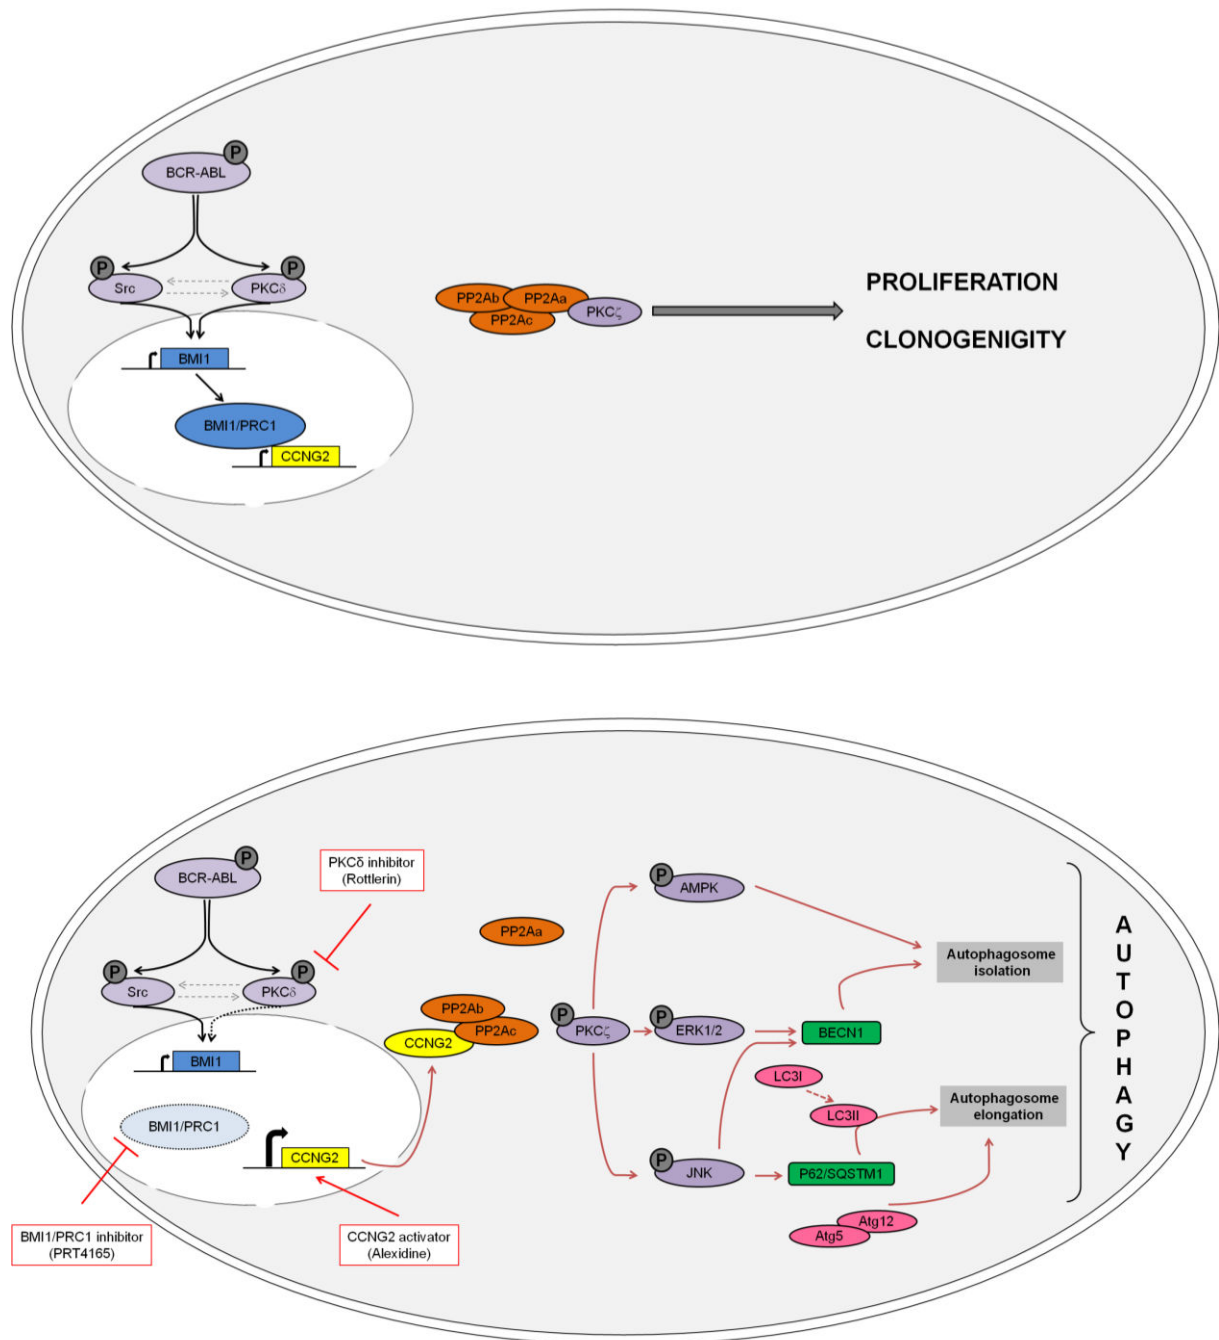 P
BCR-ABL
P
Src
P
PKCδ
BMI1
BMI1/PRC1
CCNG2
PP2Ab
PP2Aa
PP2Ac
PKCζ
PROLIFERATION
CLONOGENIGITY
P
BCR-ABL
PKCδ inhibitor
(Rottlerin)
P
Src
P
PKCδ
BMI1
BMI1/PRC1
CCNG2
BMI1/PRC1 inhibitor
(PRT4165)
CCNG2 activator
(Alexidine)
PP2Aa
PP2Ab
PP2Ac
CCNG2
P
PKCζ
P
AMPK
P
ERK1/2
P
JNK
BECN1
LC3I
LC3II
P62/SQSTM1
Atg12
Atg5
Autophagosome
isolation
Autophagosome
elongation
AUTOPHAGY